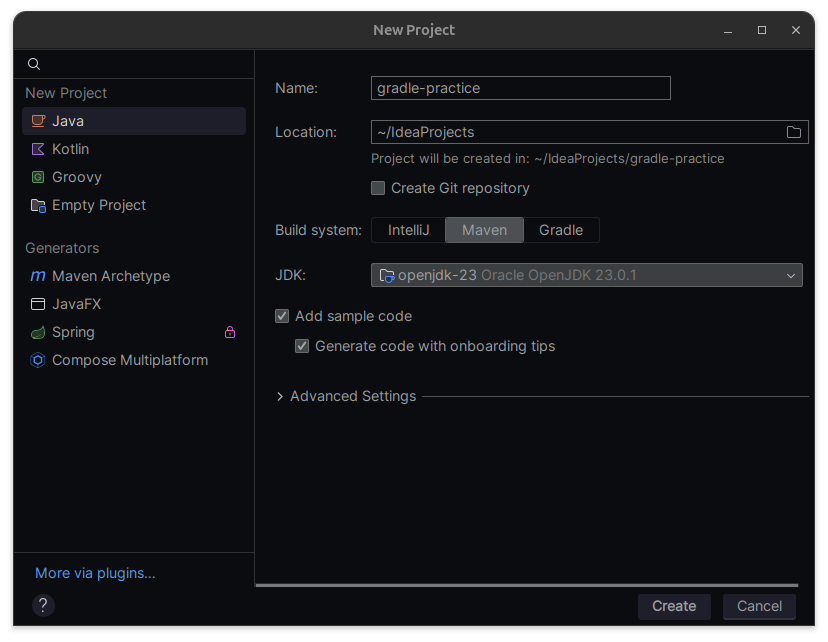 New Project
New Project
Java
Kotlin
G Groovy
Empty Project
Generators
m Maven Archetype
JavaFX
Spring
Compose Multiplatform
More via plugins...
?
Name: gradle-practice
Location: ~/IdeaProjects
Project will be created in: ~/IdeaProjects/gradle-practice
Create Git repository
Build system: IntelliJ Maven Gradle
JDK: openjdk-23 Oracle OpenJDK 23.0.1
Add sample code
Generate code with onboarding tips
Advanced Settings
Create Cancel